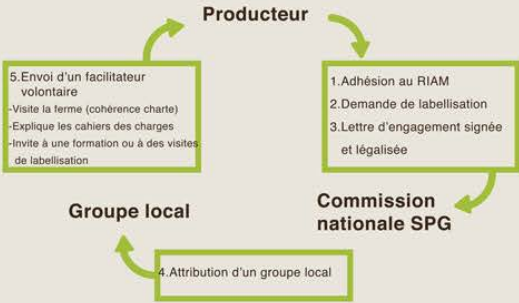 Producteur
1.Adhésion au RIAM
2.Demande de labellisation
3.Lettre d'engagement signée
et légalisée
Commission
nationale SPG
4.Attribution d'un groupe local
Groupe local
5.Envoi d'un facilitateur
volontaire
-Visite la ferme (cohérence charte)
-Explique les cahiers des charges
-Invite à une formation ou à des visites
de labellisation